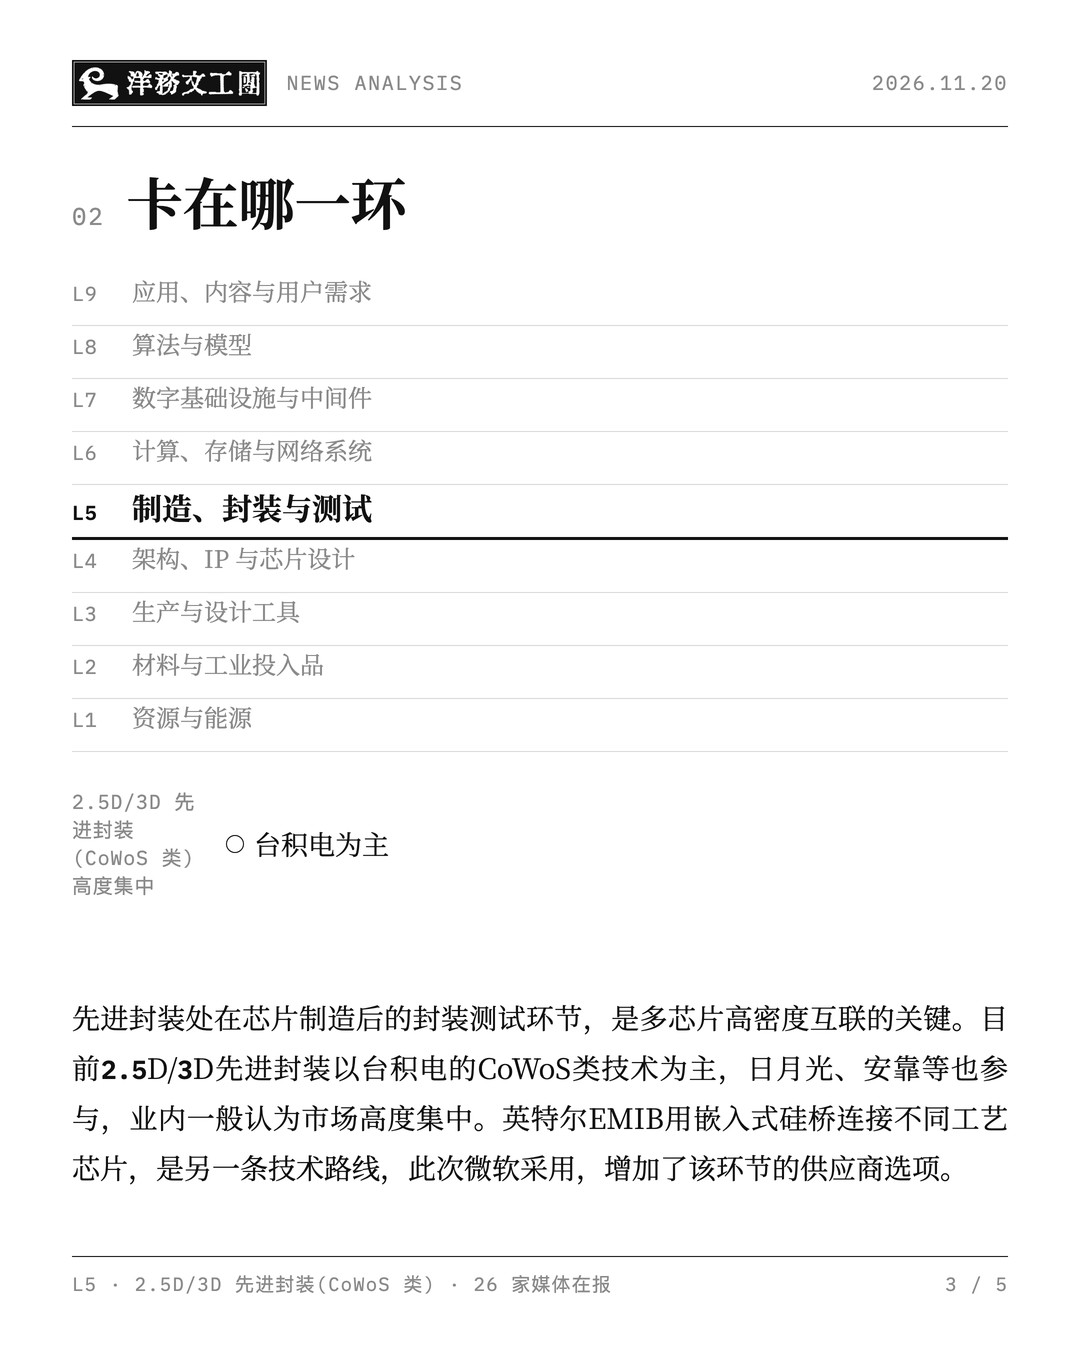 洋務文工團 NEWS ANALYSIS 2026.11.20
02 卡在哪一环
L9 应用、内容与用户需求
L8 算法与模型
L7 数字基础设施与中间件
L6 计算、存储与网络系统
L5 制造、封装与测试
L4 架构、IP 与芯片设计
L3 生产与设计工具
L2 材料与工业投入品
L1 资源与能源
2.5D/3D 先
进封装
(CoWoS 类)
高度集中
○ 台积电为主
先进封装处在芯片制造后的封装测试环节，是多芯片高密度互联的关键。目
前2.5D/3D先进封装以台积电的CoWoS类技术为主，日月光、安靠等也参
与，业内一般认为市场高度集中。英特尔EMIB用嵌入式硅桥连接不同工艺
芯片，是另一条技术路线，此次微软采用，增加了该环节的供应商选项。
L5 · 2.5D/3D 先进封装(CoWoS 类) · 26 家媒体在报 3 / 5